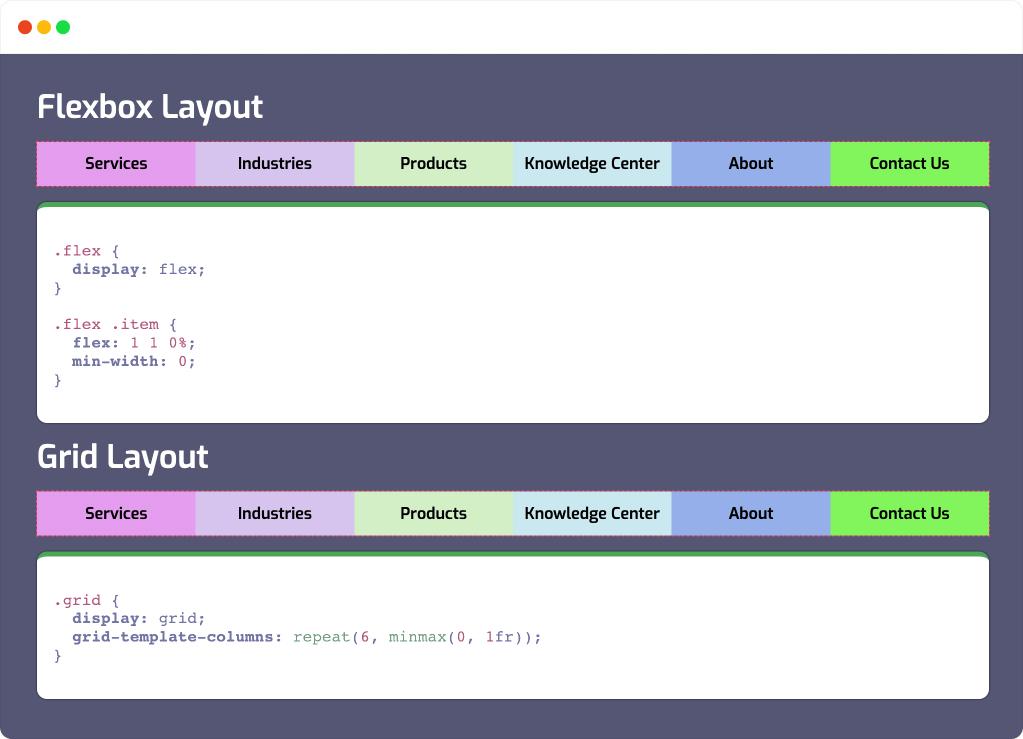 Flexbox Layout
Services Industries Products Knowledge Center About Contact Us
.flex {
  display: flex;
}

.flex .item {
  flex: 1 1 0%;
  min-width: 0;
}
Grid Layout
Services Industries Products Knowledge Center About Contact Us
.grid {
  display: grid;
  grid-template-columns: repeat(6, minmax(0, 1fr));
}